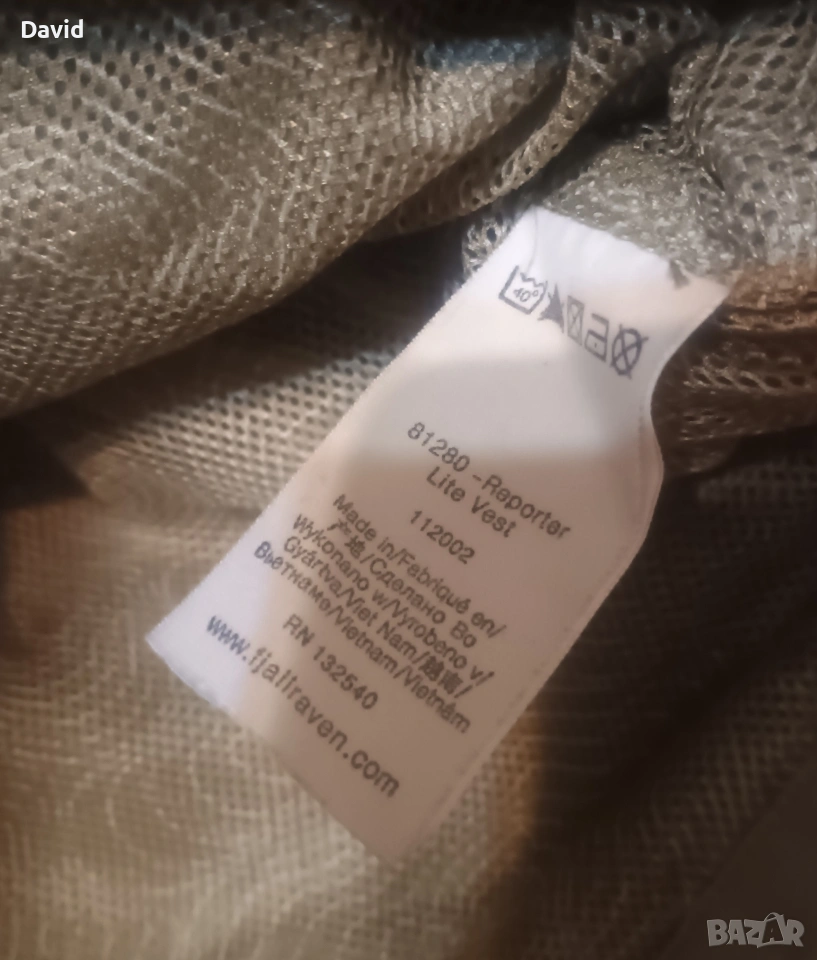 David
40°
81280 -Reporter
Lite Vest
112002
Made in/Fabriqué en/
产地/Сделано Во
Wykonano w/Vyrobeno v/
Gyártva/Viet Nam/越南/
Вьетнаме/Vietnam/Vietnám
RN 132540
www.fjallraven.com
BAZAR